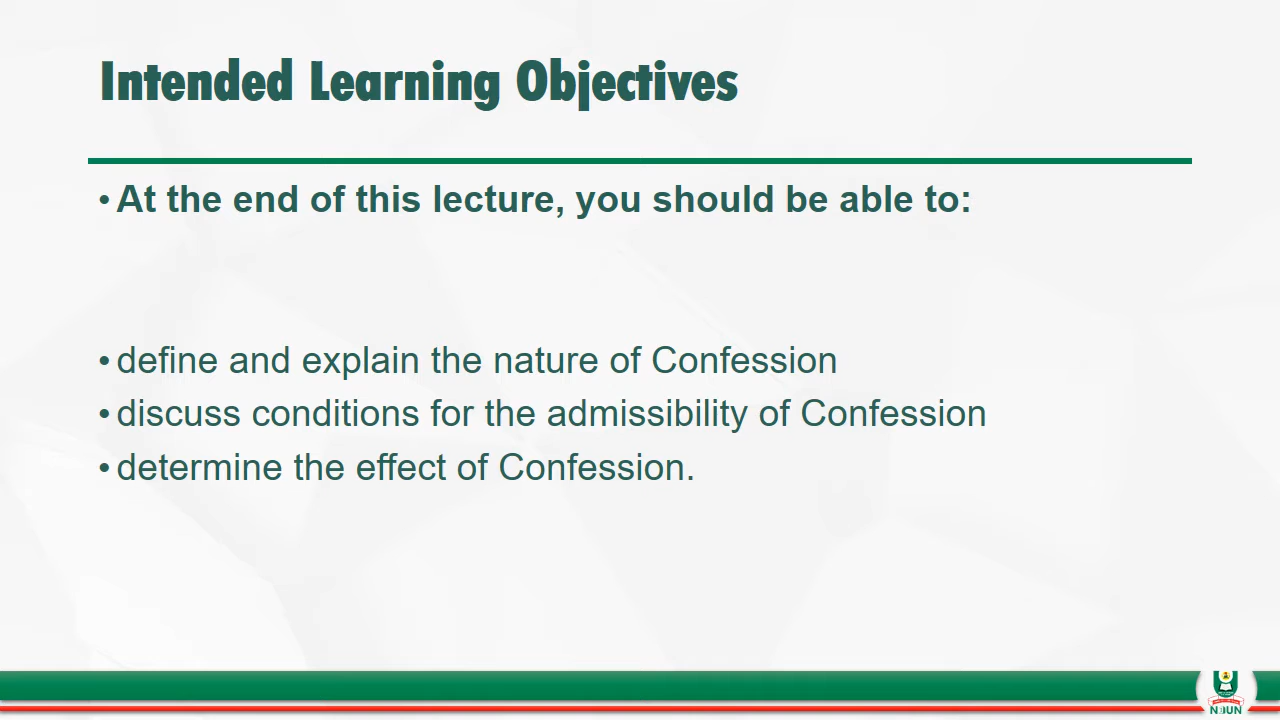 Intended Learning Objectives
• At the end of this lecture, you should be able to:
• define and explain the nature of Confession
• discuss conditions for the admissibility of Confession
• determine the effect of Confession.